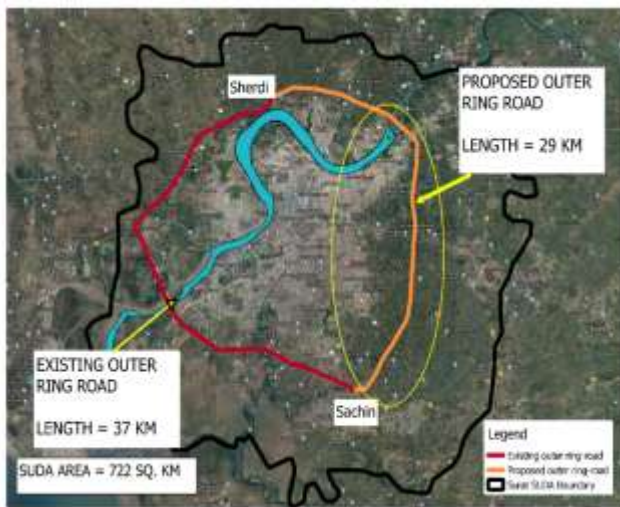 Sherdi
PROPOSED OUTER
RING ROAD
LENGTH = 29 KM
EXISTING OUTER
RING ROAD
LENGTH = 37 KM
SUDA AREA = 722 SQ. KM
Sachin
Legend
Existing outer ring road
Proposed outer ring-road
Surat SUDA Boundary